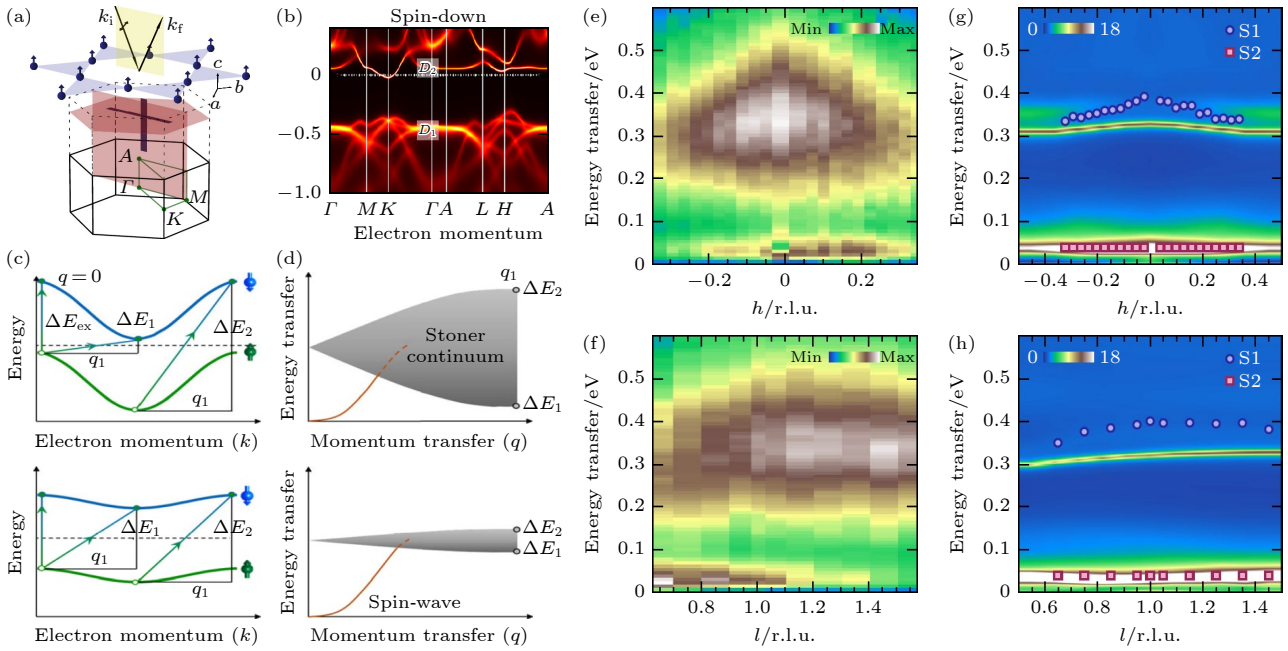 (a)
k_i
k_f
c
b
a
A
Γ
M
K
(b)
Spin-down
D_2
D_1
0
−0.5
−1.0
Γ M K Γ A L H A
Electron momentum
(c)
q = 0
ΔE_ex
ΔE_1
ΔE_2
q_1
q_1
Energy
Electron momentum (k)
ΔE_1
ΔE_2
q_1
q_1
Energy
Electron momentum (k)
(d)
q_1
ΔE_2
Stoner
continuum
ΔE_1
Energy transfer
Momentum transfer (q)
ΔE_2
ΔE_1
Spin-wave
Energy transfer
Momentum transfer (q)
(e)
Min Max
0.5
0.4
0.3
0.2
0.1
0
Energy transfer/eV
−0.2 0 0.2
h/r.l.u.
(f)
Min Max
0.5
0.4
0.3
0.2
0.1
0
Energy transfer/eV
0.8 1.0 1.2 1.4
l/r.l.u.
(g)
0 18
S1
S2
0.5
0.4
0.3
0.2
0.1
0
Energy transfer/eV
−0.4 −0.2 0 0.2 0.4
h/r.l.u.
(h)
0 18
S1
S2
0.5
0.4
0.3
0.2
0.1
0
Energy transfer/eV
0.6 0.8 1.0 1.2 1.4
l/r.l.u.